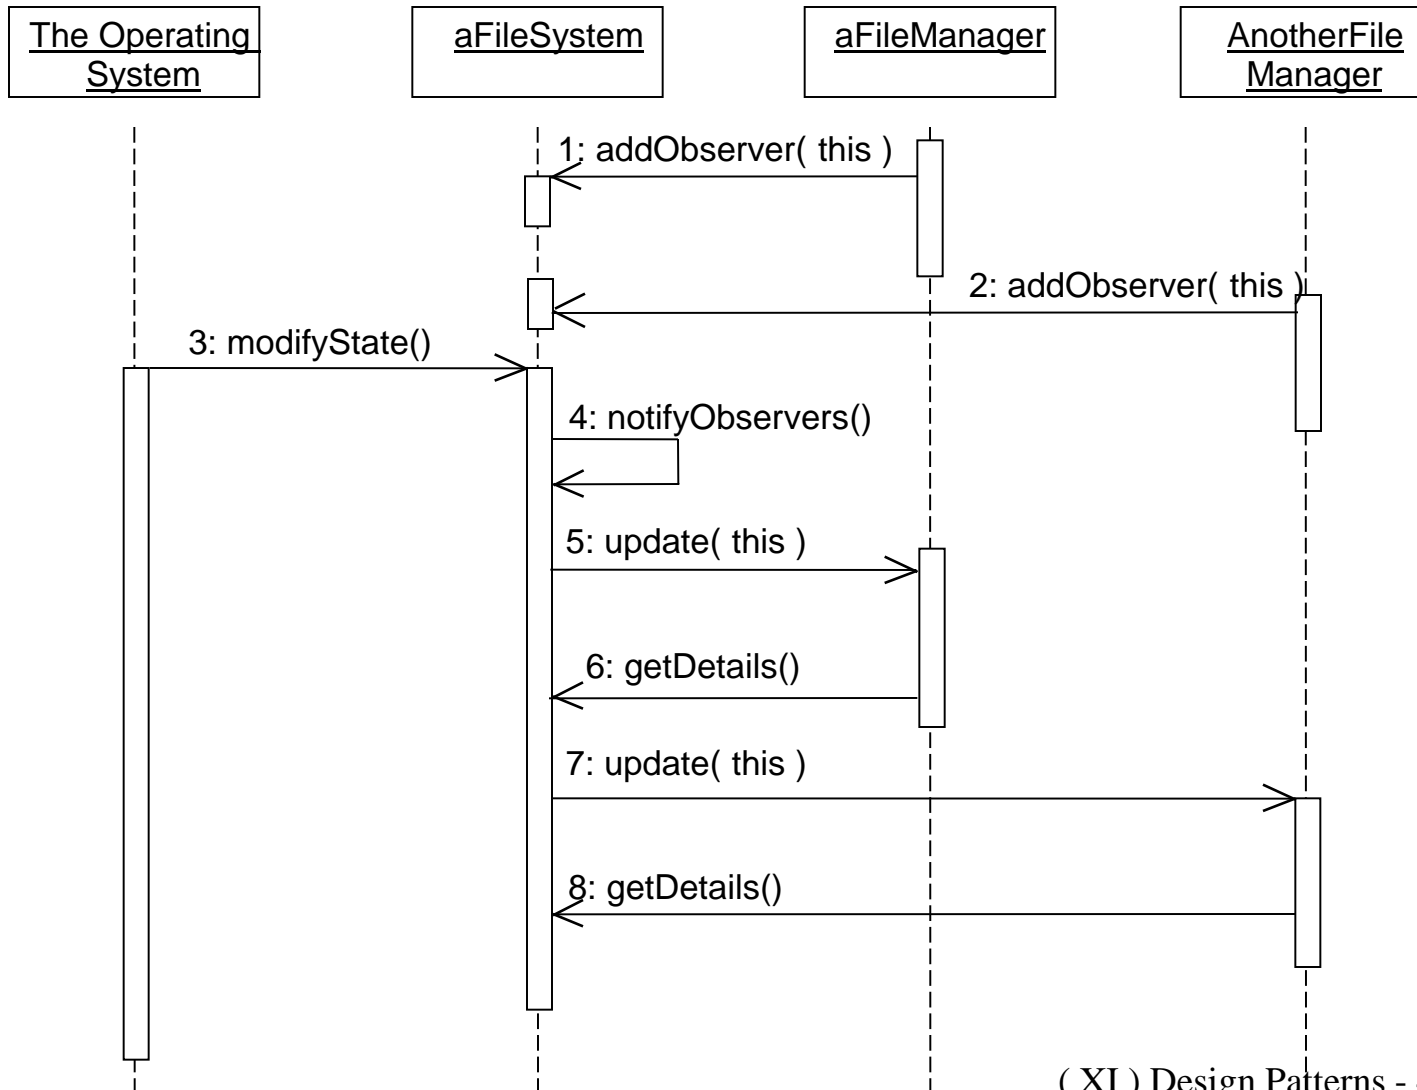 The Operating
System
aFileSystem
aFileManager
AnotherFile
Manager
1: addObserver( this )
2: addObserver( this )
3: modifyState()
4: notifyObservers()
5: update( this )
6: getDetails()
7: update( this )
8: getDetails()
( XI ) Design Patterns -